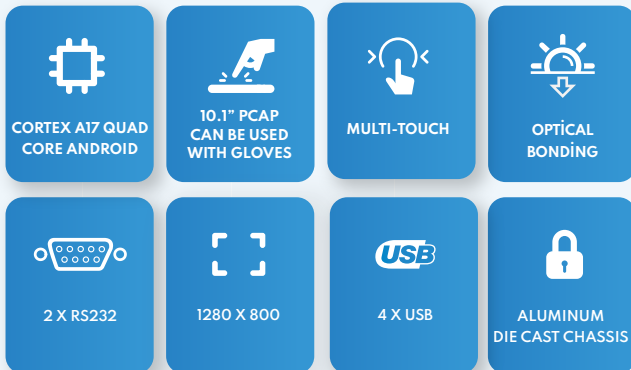 CORTEX A17 QUAD
CORE ANDROID
10.1” PCAP
CAN BE USED
WITH GLOVES
MULTI-TOUCH
OPTİCAL
BONDİNG
2 X RS232
1280 X 800
USB
4 X USB
ALUMINUM
DIE CAST CHASSIS